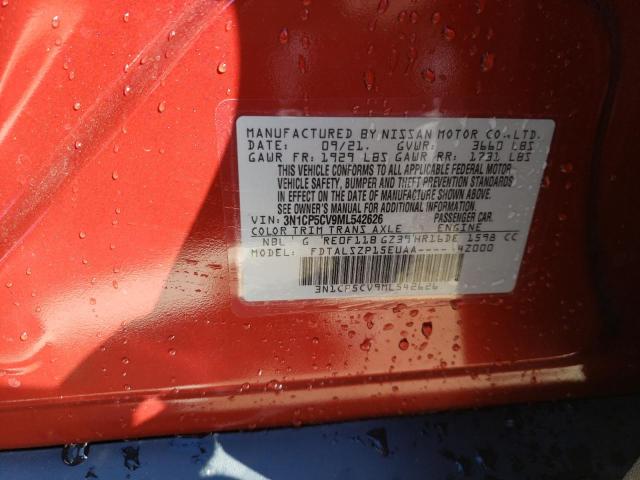 MANUFACTURED BY NISSAN MOTOR CO.,LTD.
DATE: 09/21. GVWR: 3660 LBS
GAWR FR: 1929 LBS GAWR RR: 1731 LBS
THIS VEHICLE CONFORMS TO ALL APPLICABLE FEDERAL MOTOR
VEHICLE SAFETY, BUMPER AND THEFT PREVENTION STANDARDS
IN EFFECT ON THE DATE OF MANUFACTURE SHOWN ABOVE.
SEE OWNER'S MANUAL FOR ADDITIONAL INFORMATION.
VIN: 3N1CP5CV9ML542626 PASSENGER CAR.
COLOR TRIM TRANS AXLE ENGINE
NBL G RE0F11B GZ39 HR16DE 1598 CC
MODEL: FDTALSZP15EUAA---- 42000
3N1CP5CV9ML542626